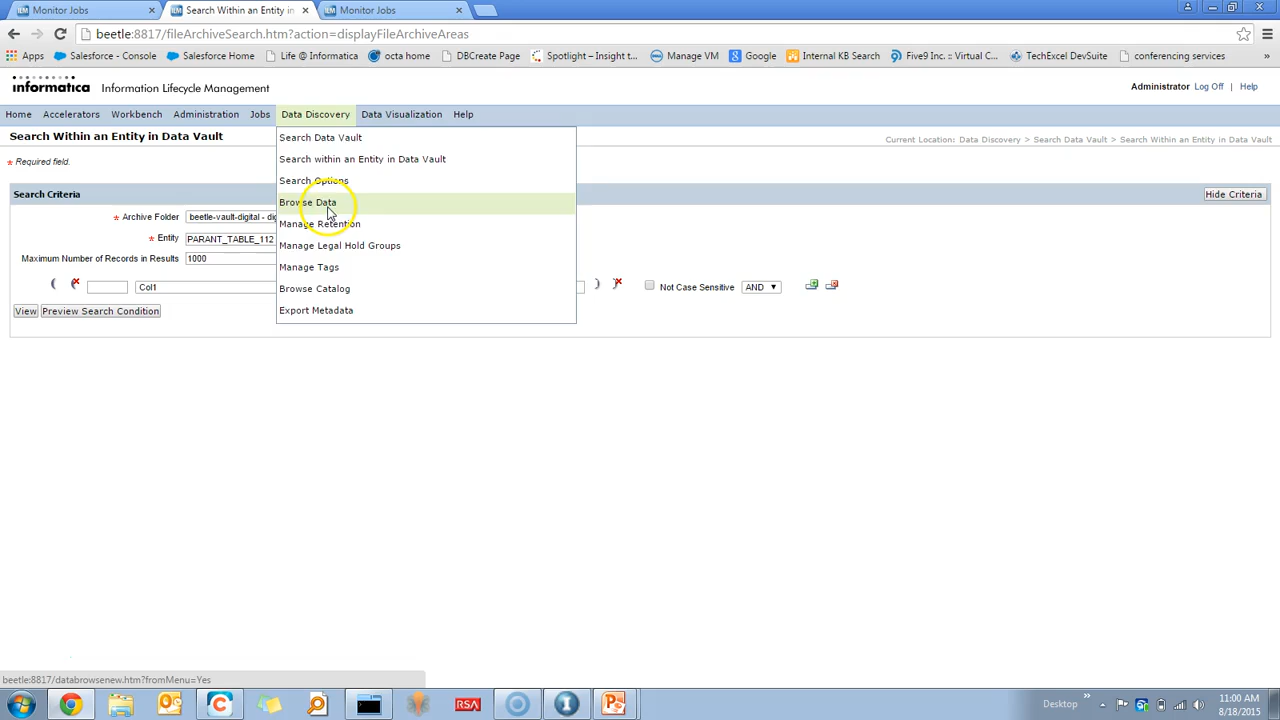 Monitor Jobs
Search Within an Entity in
Monitor Jobs
beetle:8817/fileArchiveSearch.htm?action=displayFileArchiveAreas
Apps Salesforce - Console Salesforce Home Life @ Informatica octa home DBCreate Page Spotlight – Insight t... Manage VM Google Internal KB Search Five9 Inc. :: Virtual C... TechExcel DevSuite conferencing services »
informatica Information Lifecycle Management
Administrator Log Off | Help
Home Accelerators Workbench Administration Jobs Data Discovery Data Visualization Help
Search Within an Entity in Data Vault
Current Location: Data Discovery > Search Data Vault > Search Within an Entity in Data Vault
* Required field.
Search Data Vault
Search within an Entity in Data Vault
Search Options
Browse Data
Manage Retention
Manage Legal Hold Groups
Manage Tags
Browse Catalog
Export Metadata
Search Criteria
Hide Criteria
* Archive Folder beetle-vault-digital - di
* Entity PARANT_TABLE_112
Maximum Number of Records in Results 1000
( ( Col1 ) ) Not Case Sensitive AND
View Preview Search Condition
beetle:8817/databrowsenew.htm?fromMenu=Yes
RSA
Desktop »
11:00 AM
8/18/2015